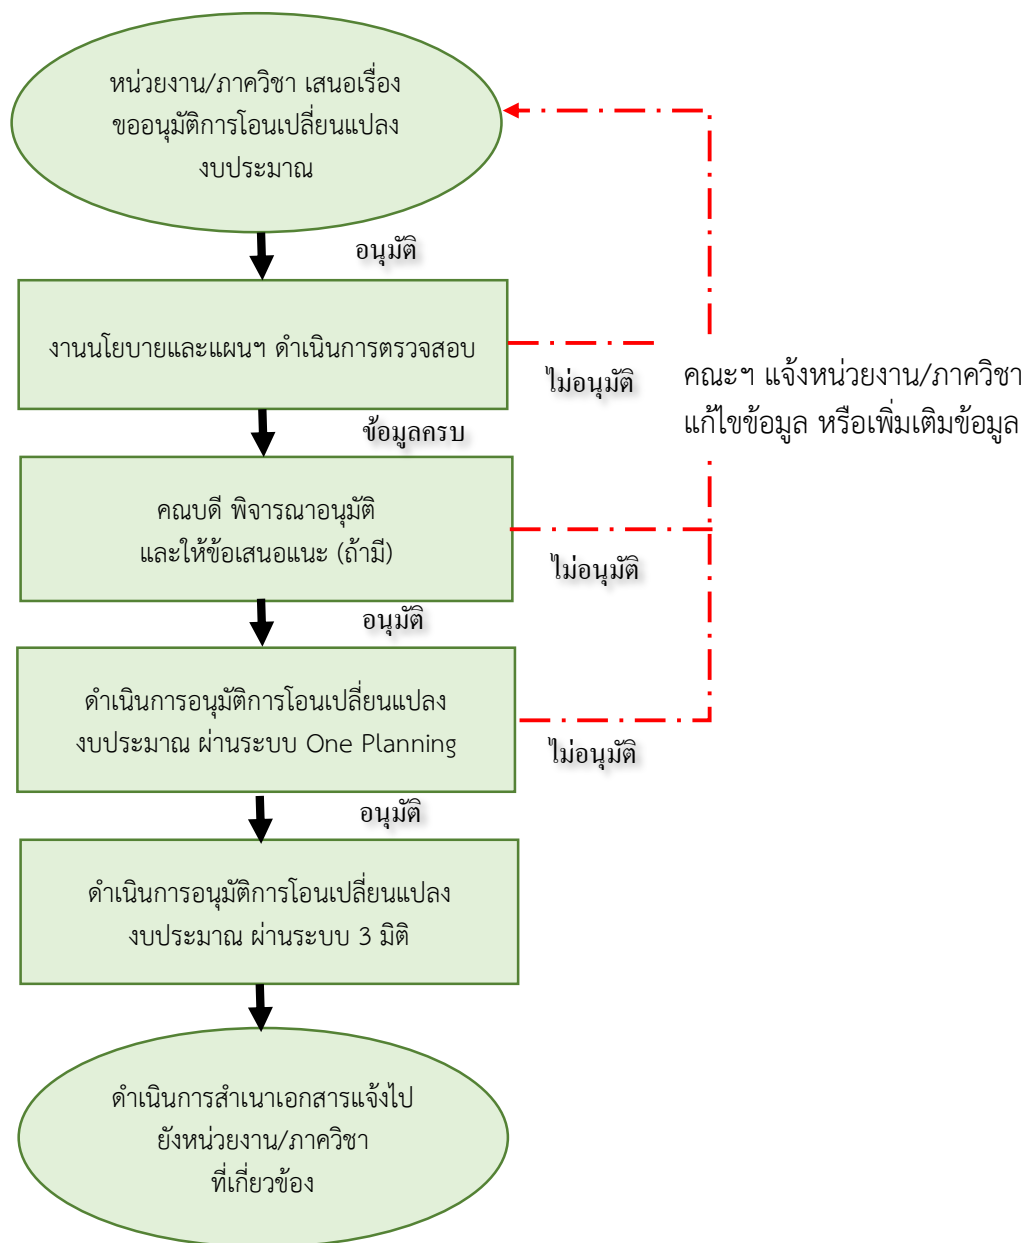 หน่วยงาน/ภาควิชา เสนอเรื่อง
ขออนุมัติการโอนเปลี่ยนแปลง
งบประมาณ
อนุมัติ
งานนโยบายและแผนฯ ดำเนินการตรวจสอบ
ไม่อนุมัติ
คณะฯ แจ้งหน่วยงาน/ภาควิชา
แก้ไขข้อมูล หรือเพิ่มเติมข้อมูล
ข้อมูลครบ
คณบดี พิจารณาอนุมัติ
และให้ข้อเสนอแนะ (ถ้ามี)
ไม่อนุมัติ
อนุมัติ
ดำเนินการอนุมัติการโอนเปลี่ยนแปลง
งบประมาณ ผ่านระบบ One Planning
ไม่อนุมัติ
อนุมัติ
ดำเนินการอนุมัติการโอนเปลี่ยนแปลง
งบประมาณ ผ่านระบบ 3 มิติ
ดำเนินการสำเนาเอกสารแจ้งไป
ยังหน่วยงาน/ภาควิชา
ที่เกี่ยวข้อง